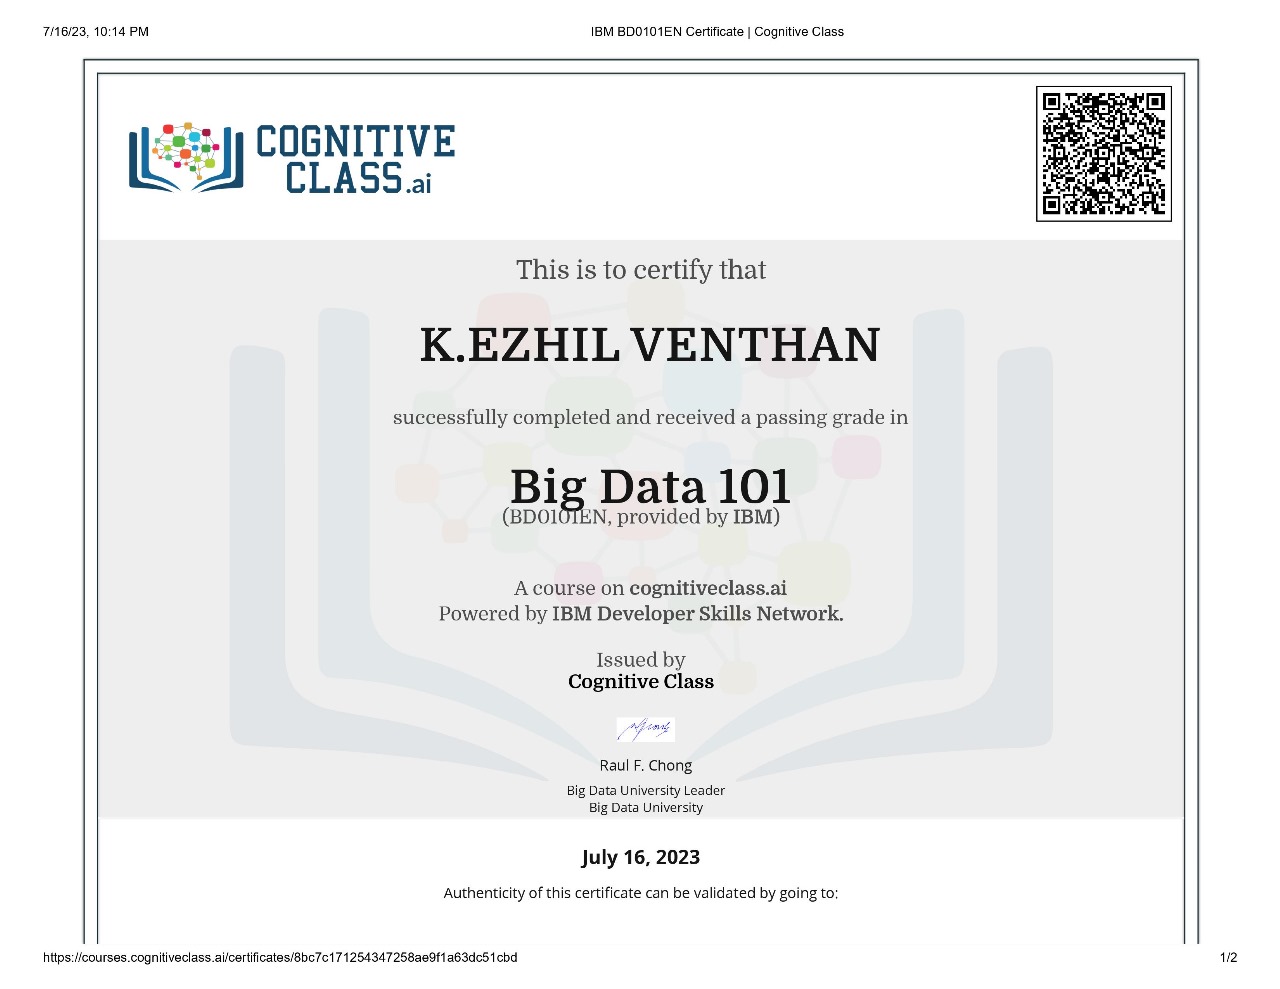 7/16/23, 10:14 PM
IBM BD0101EN Certificate | Cognitive Class
COGNITIVE
CLASS.ai
This is to certify that
K.EZHIL VENTHAN
successfully completed and received a passing grade in
Big Data 101
(BD0101EN, provided by IBM)
A course on cognitiveclass.ai
Powered by IBM Developer Skills Network.
Issued by
Cognitive Class
Raul F. Chong
Big Data University Leader
Big Data University
July 16, 2023
Authenticity of this certificate can be validated by going to:
https://courses.cognitiveclass.ai/certificates/8bc7c171254347258ae9f1a63dc51cbd
1/2